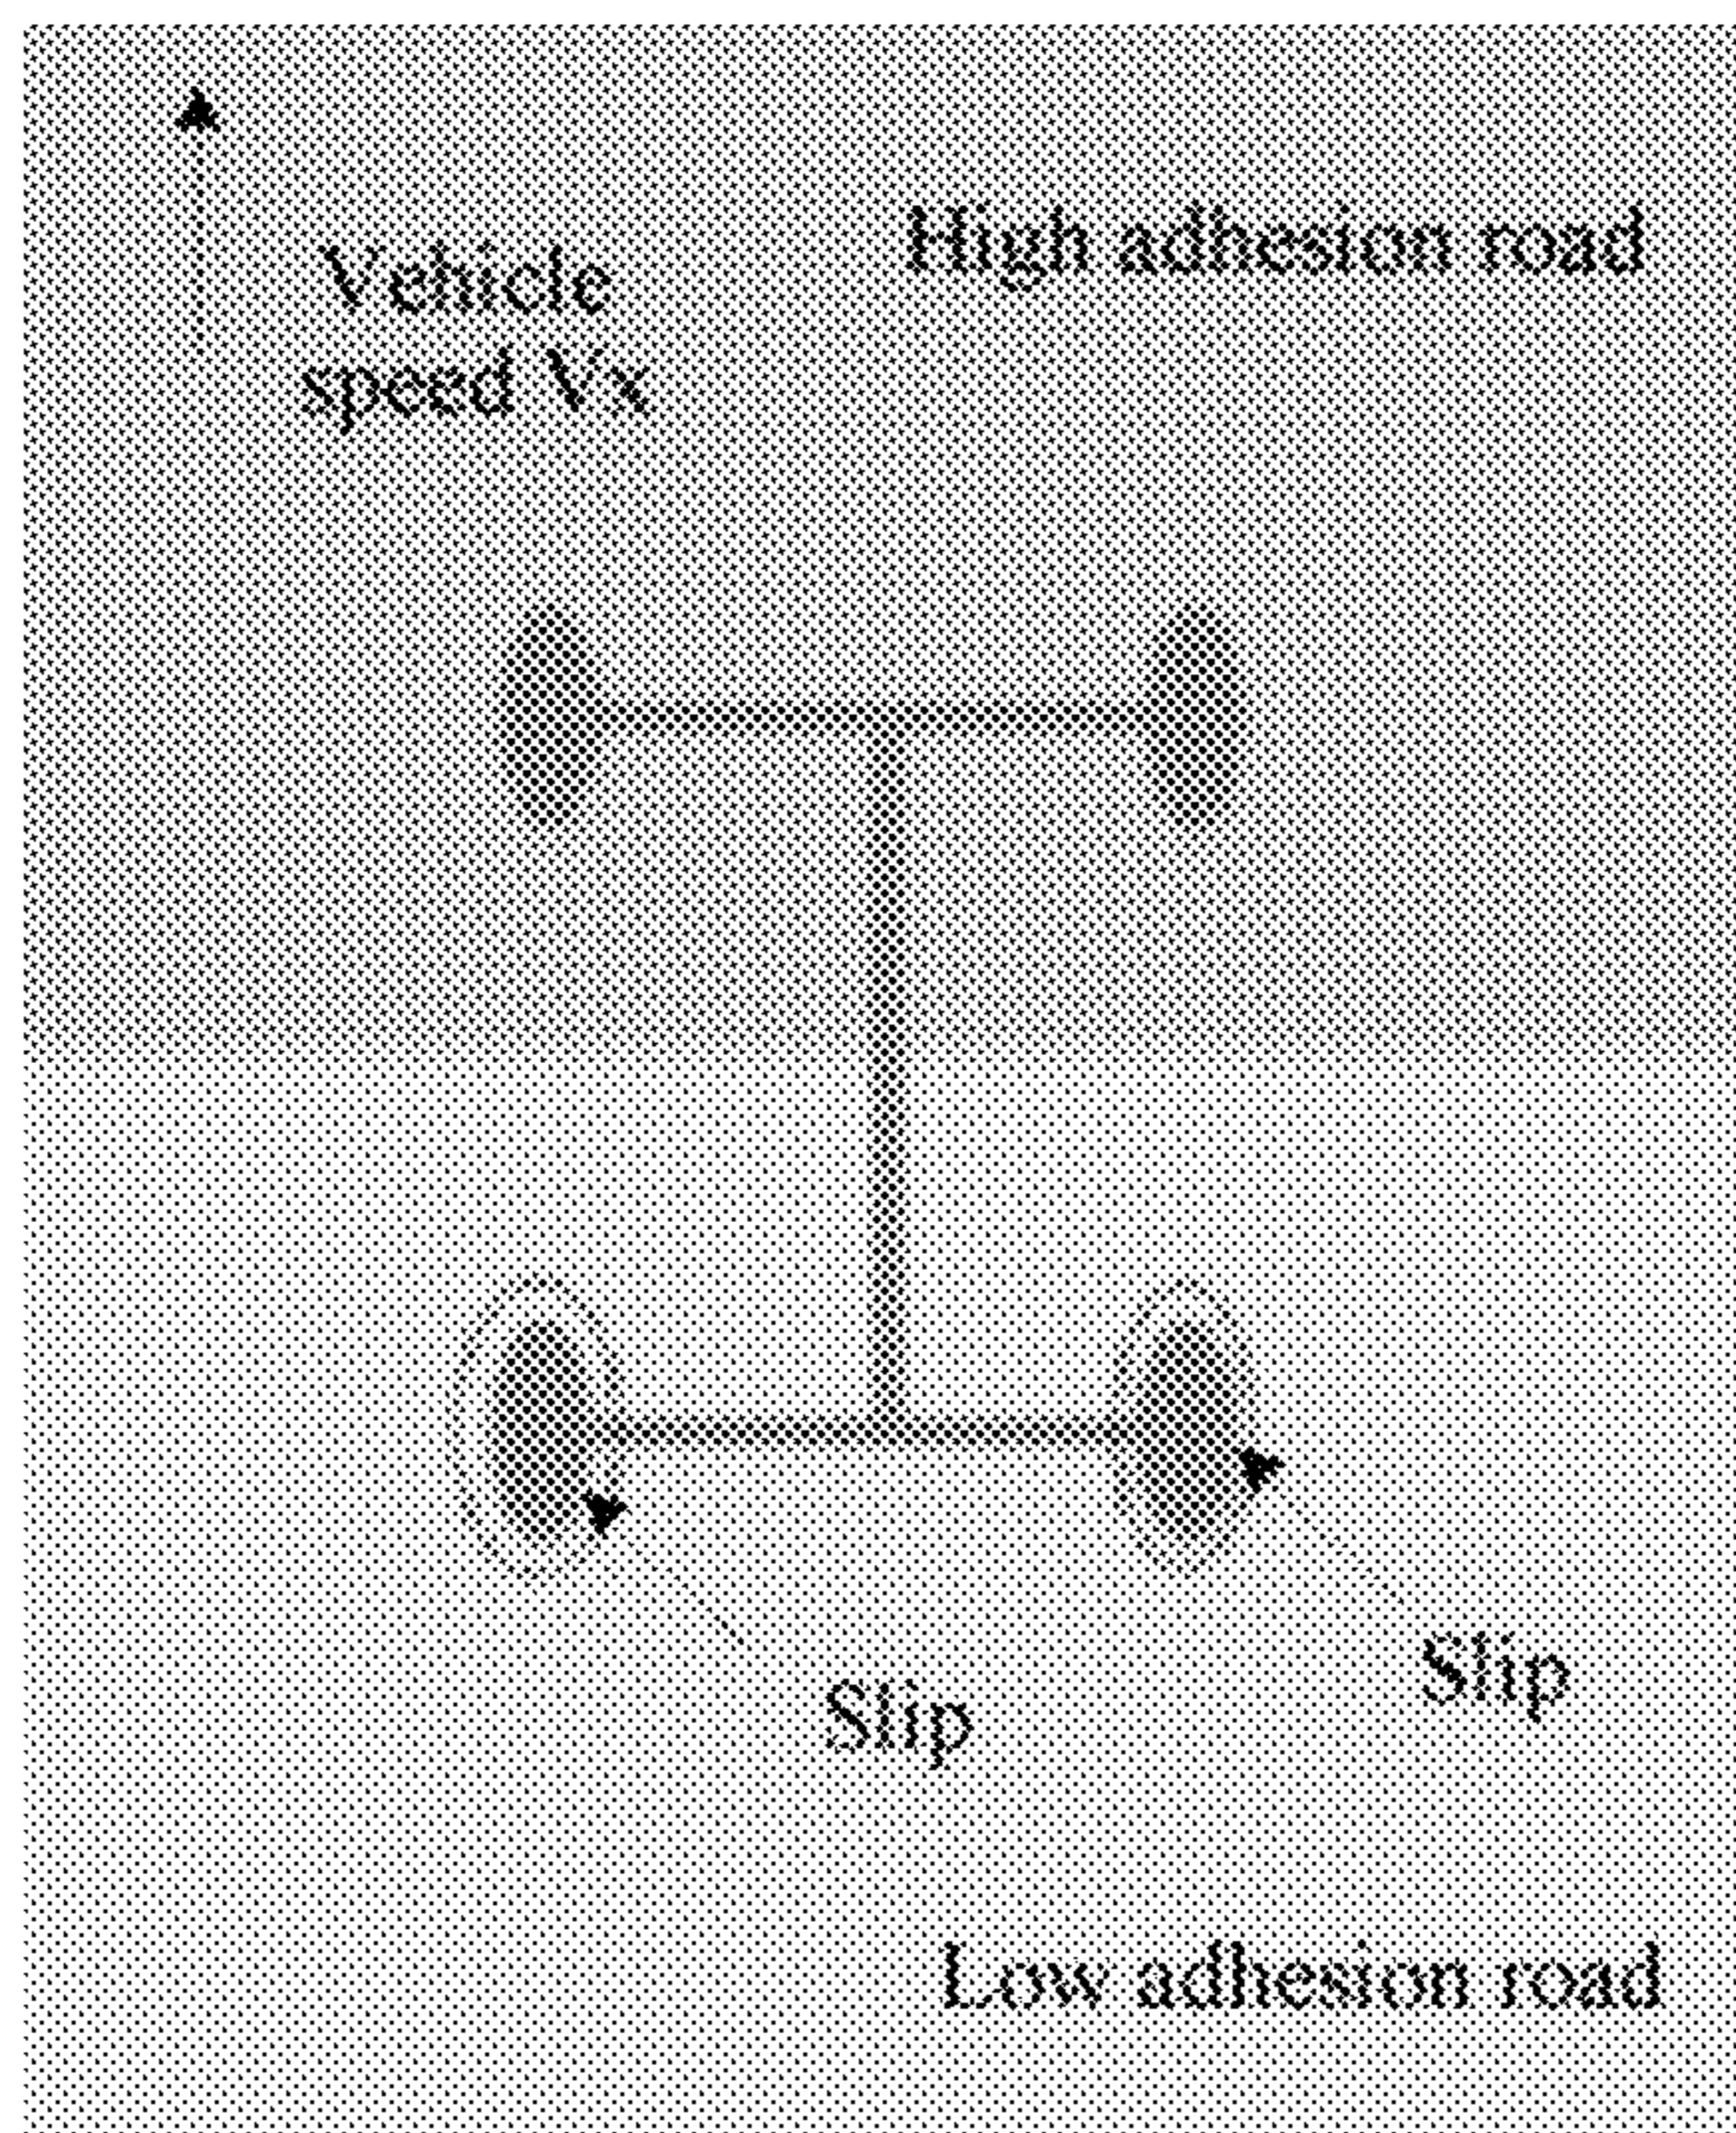 High adhesion road
Vehicle
speed Vx
Slip
Slip
Low adhesion road